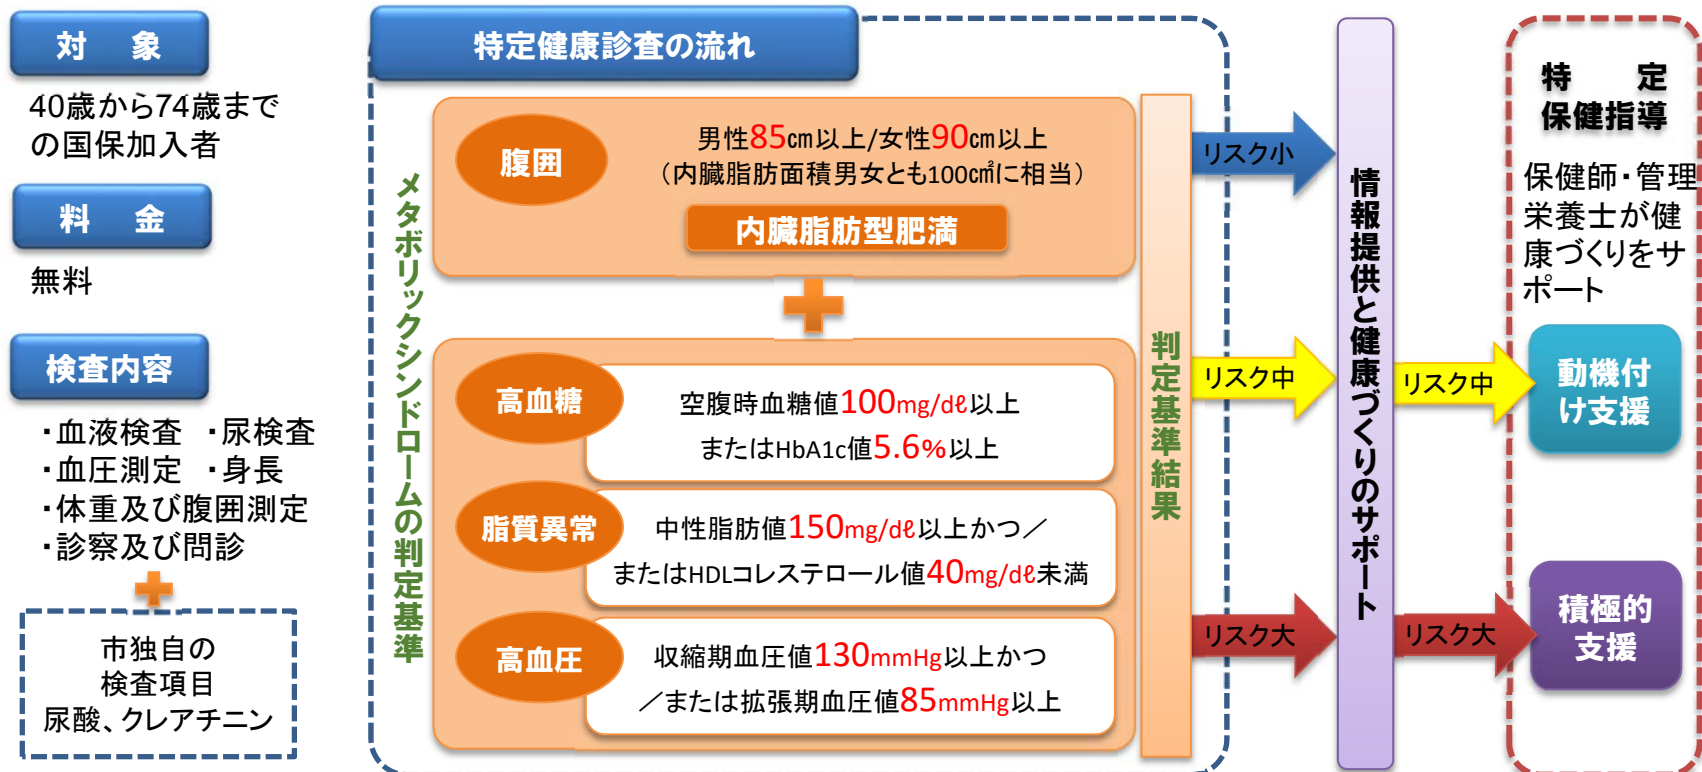 対　象
40歳から74歳まで
の国保加入者
料　金
無料
検査内容
・血液検査　・尿検査
・血圧測定　・身長
・体重及び腹囲測定
・診察及び問診
市独自の
検査項目
尿酸、クレアチニン
特定健康診査の流れ
メタボリックシンドロームの判定基準
腹囲
男性85㎝以上/女性90㎝以上
（内臓脂肪面積男女とも100㎠に相当）
内臓脂肪型肥満
高血糖
空腹時血糖値100mg/dℓ以上
またはHbA1c値5.6%以上
脂質異常
中性脂肪値150mg/dℓ以上かつ／
またはHDLコレステロール値40mg/dℓ未満
高血圧
収縮期血圧値130mmHg以上かつ
／または拡張期血圧値85mmHg以上
判定基準結果
リスク小
リスク中
リスク大
情報提供と健康づくりのサポート
リスク中
リスク大
特　定
保健指導
保健師・管理
栄養士が健
康づくりをサ
ポート
動機付
け支援
積極的
支援